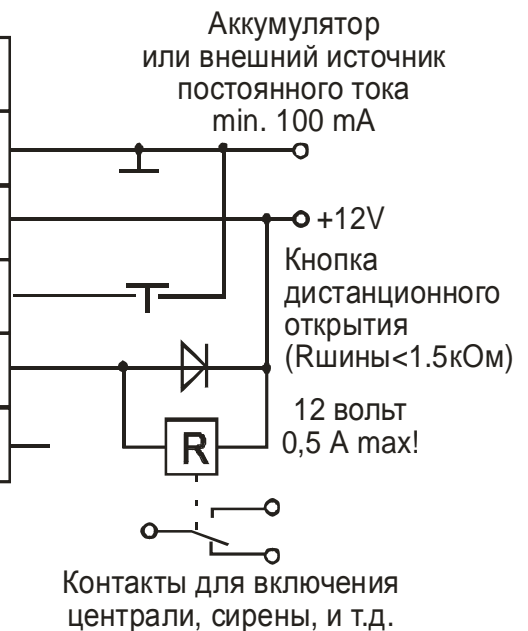 Аккумулятор
или внешний источник
постоянного тока
min. 100 mA
+12V
Кнопка
дистанционного
открытия
(Rшины<1.5кОм)
12 вольт
0,5 А max!
R
Контакты для включения
централи, сирены, и т.д.